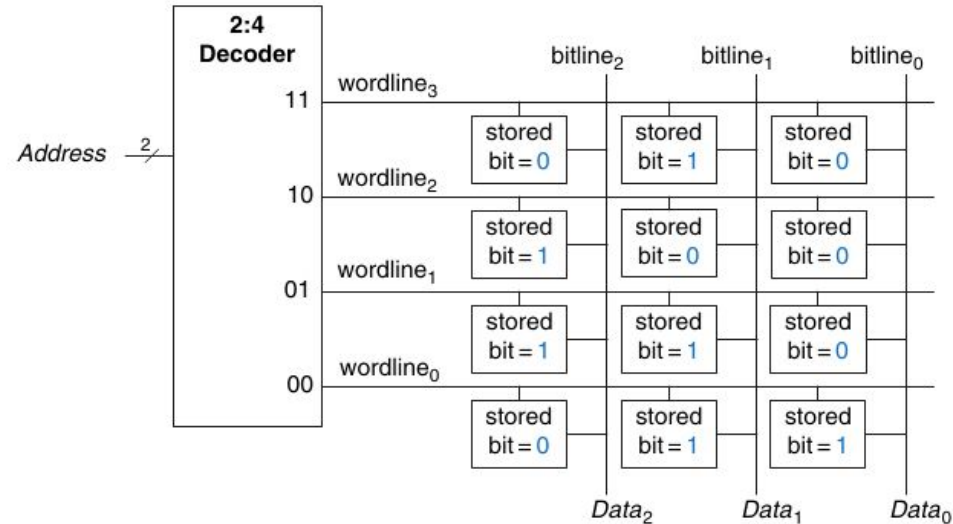 2:4
Decoder
bitline₂ bitline₁ bitline₀
wordline₃
11
stored stored stored
bit = 0 bit = 1 bit = 0
Address 2
wordline₂
10
stored stored stored
bit = 1 bit = 0 bit = 0
wordline₁
01
stored stored stored
bit = 1 bit = 1 bit = 0
wordline₀
00
stored stored stored
bit = 0 bit = 1 bit = 1
Data₂ Data₁ Data₀